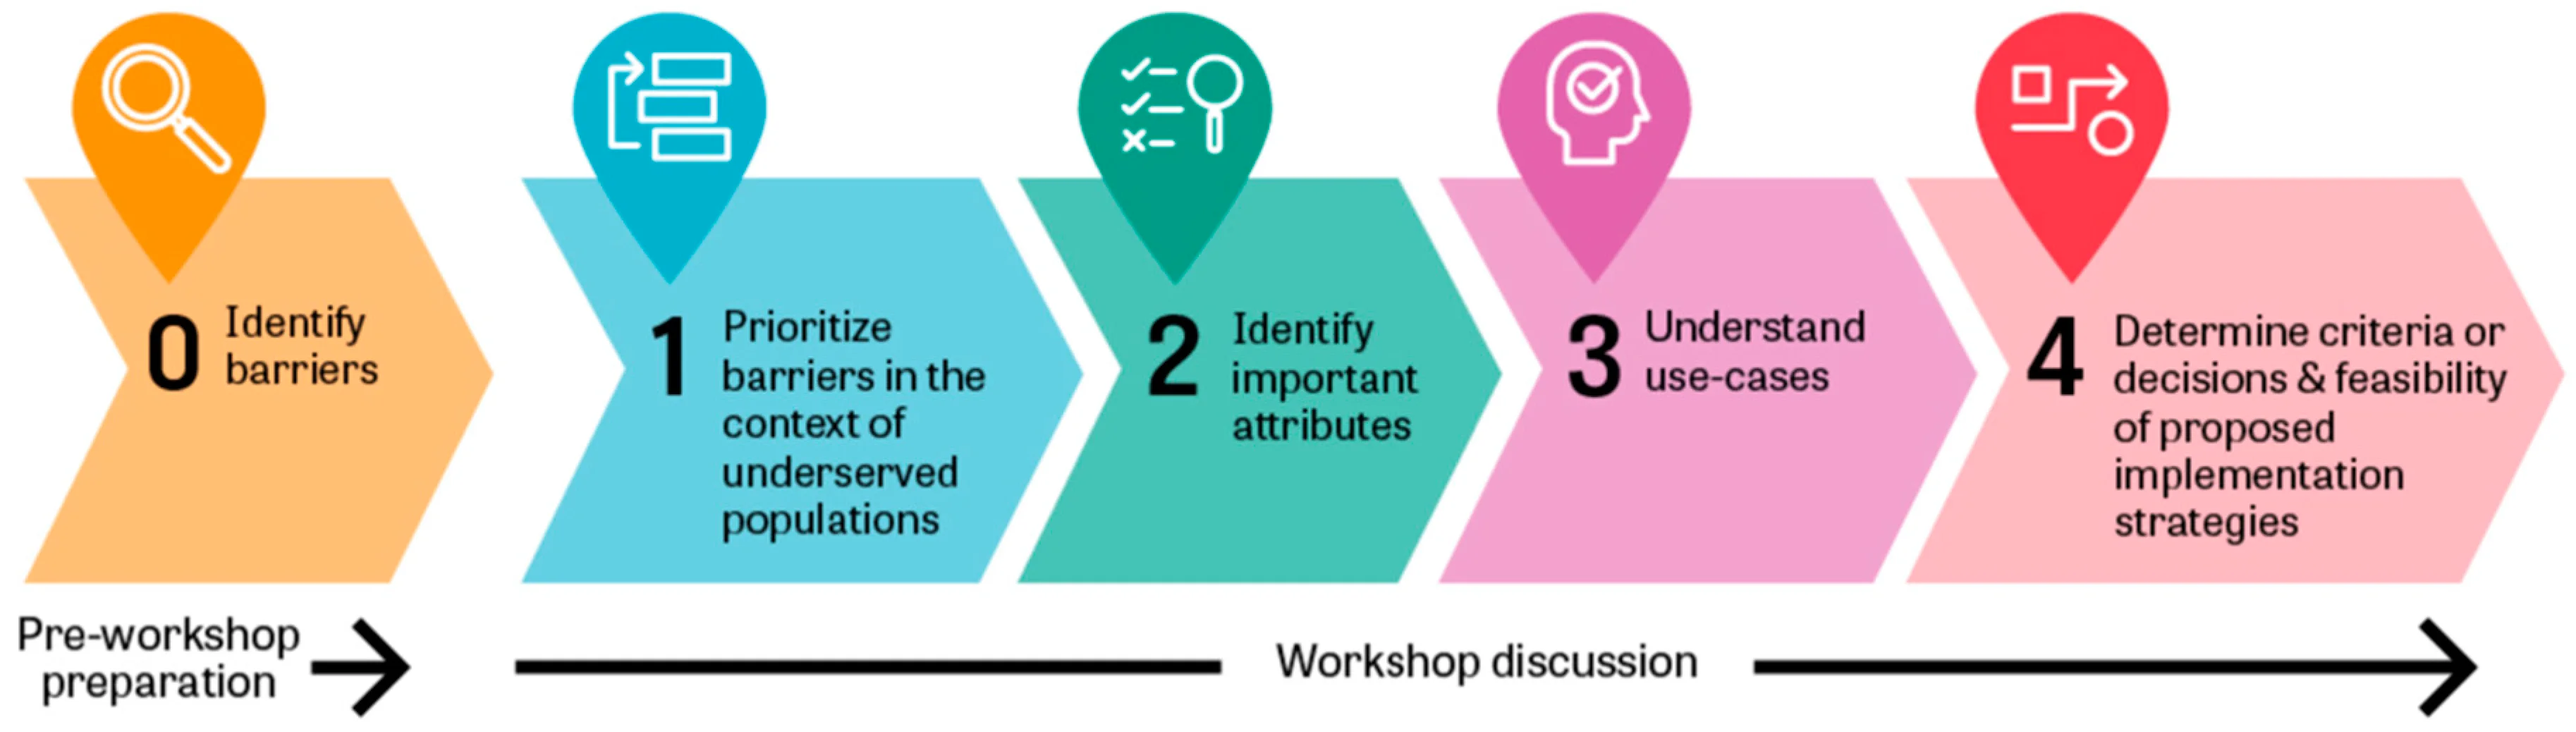 0 Identify
barriers
1 Prioritize
barriers in the
context of
underserved
populations
2 Identify
important
attributes
3 Understand
use-cases
4 Determine criteria or
decisions & feasibility
of proposed
implementation
strategies
Pre-workshop
preparation
Workshop discussion